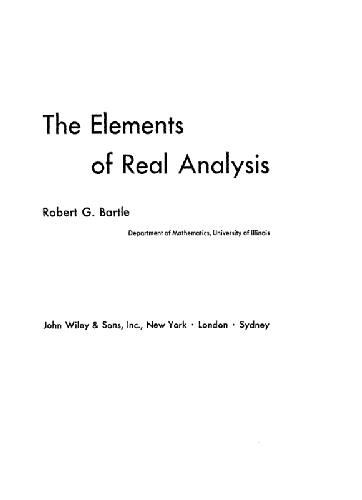 The Elements
of Real Analysis
Robert G. Bartle
Department of Mathematics, University of Illinois
John Wiley & Sons, Inc., New York · London · Sydney